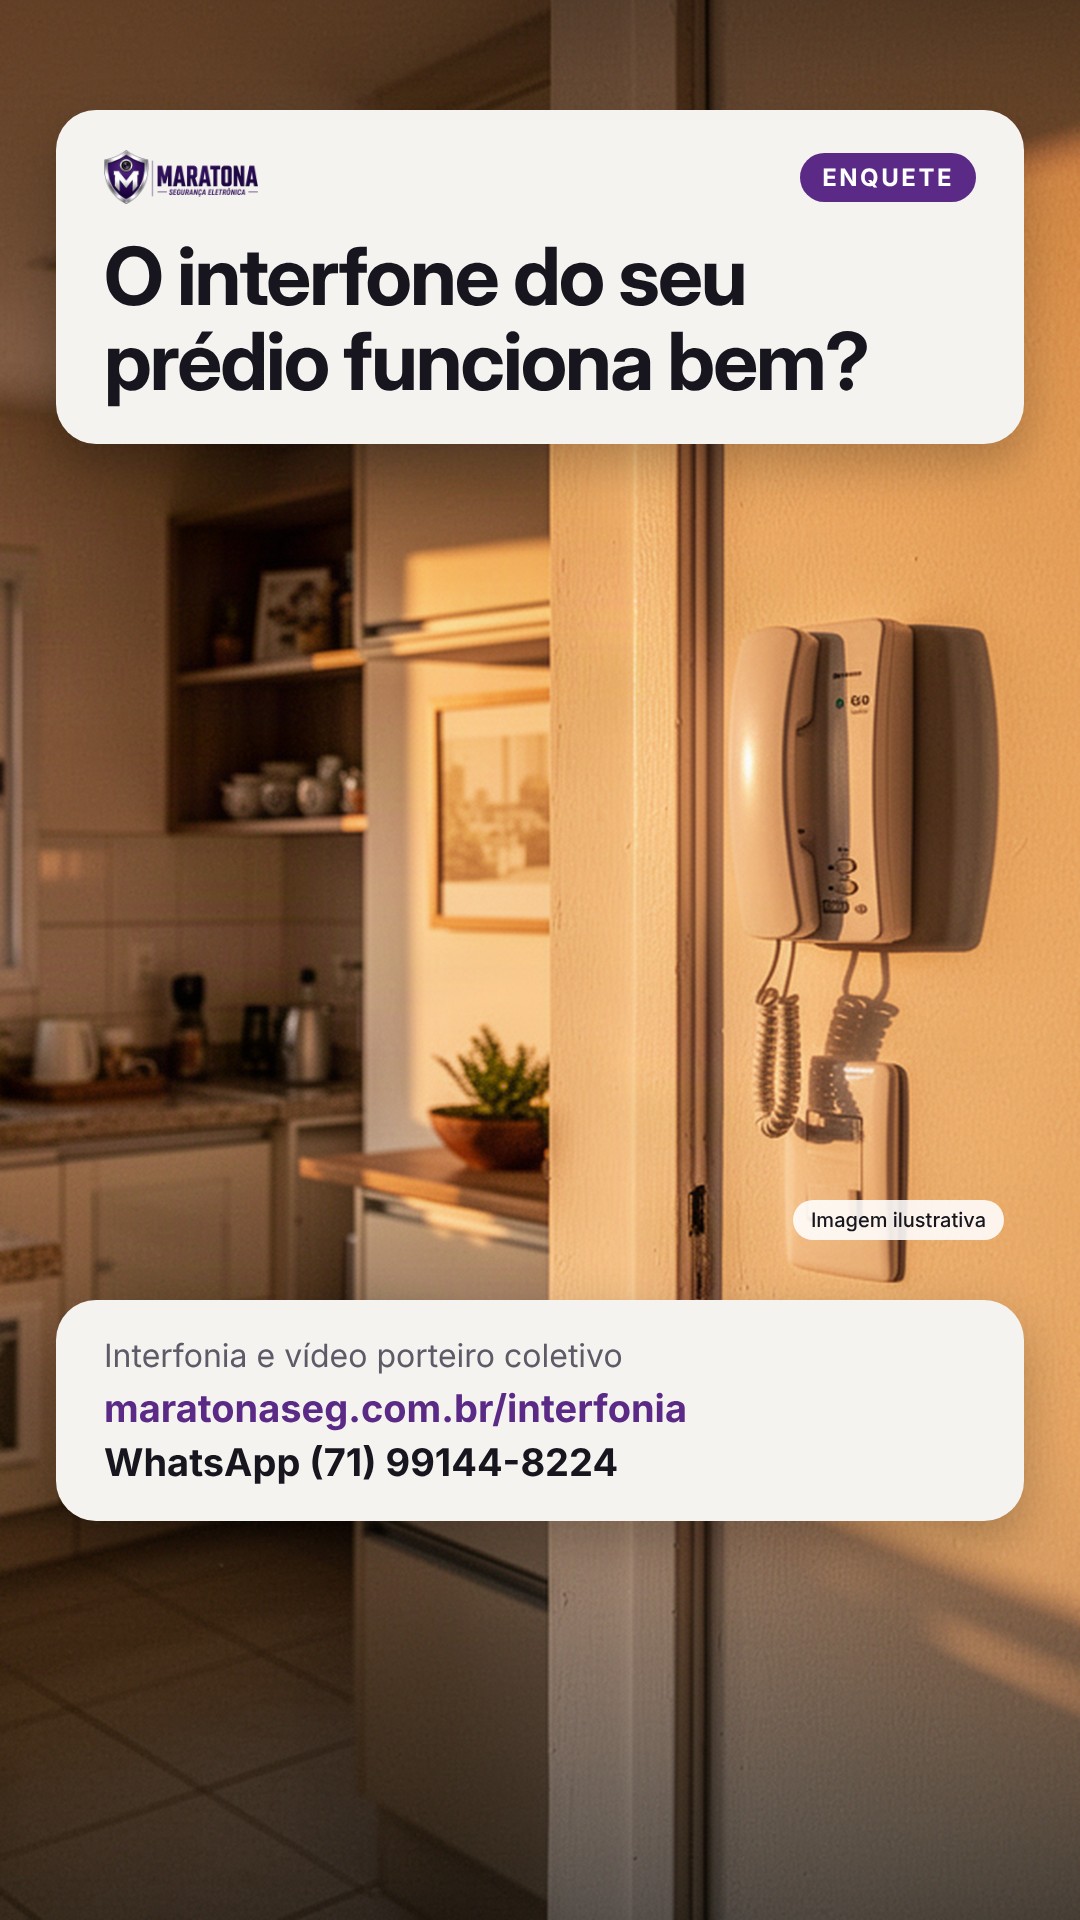 MARATONA
SEGURANÇA ELETRÔNICA
ENQUETE
O interfone do seu
prédio funciona bem?
Imagem ilustrativa
Interfonia e vídeo porteiro coletivo
maratonaseg.com.br/interfonia
WhatsApp (71) 99144-8224